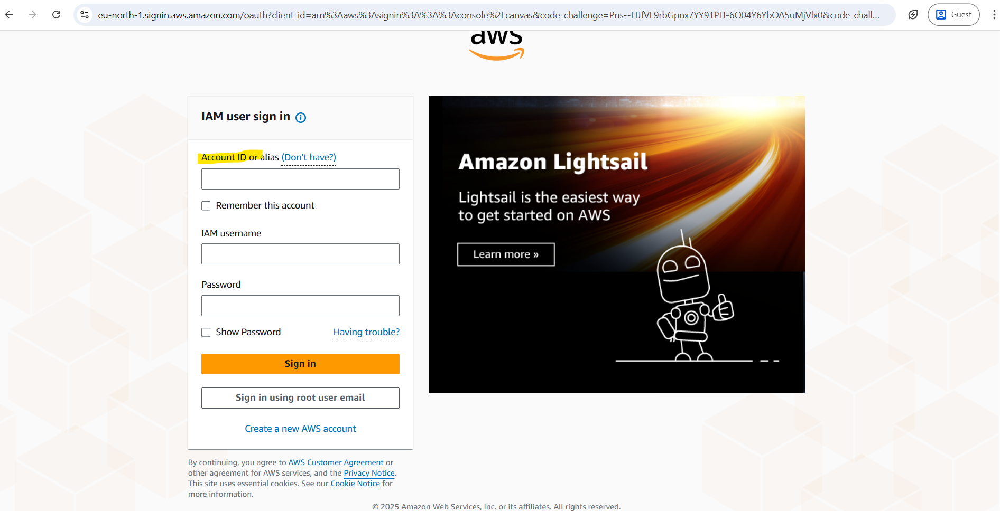 eu-north-1.signin.aws.amazon.com/oauth?client_id=arn%3Aaws%3Asignin%3A%3A%3Aconsole%2Fcanvas&code_challenge=Pns--HJfVL9rbGpnx7YY91PH-6O04Y6YbOA5uMjVlx0&code_chall...
Guest
aws
IAM user sign in
Account ID or alias (Don't have?)
Remember this account
IAM username
Password
Show Password
Having trouble?
Sign in
Sign in using root user email
Create a new AWS account
By continuing, you agree to AWS Customer Agreement or
other agreement for AWS services, and the Privacy Notice.
This site uses essential cookies. See our Cookie Notice for
more information.
Amazon Lightsail
Lightsail is the easiest way
to get started on AWS
Learn more »
© 2025 Amazon Web Services, Inc. or its affiliates. All rights reserved.